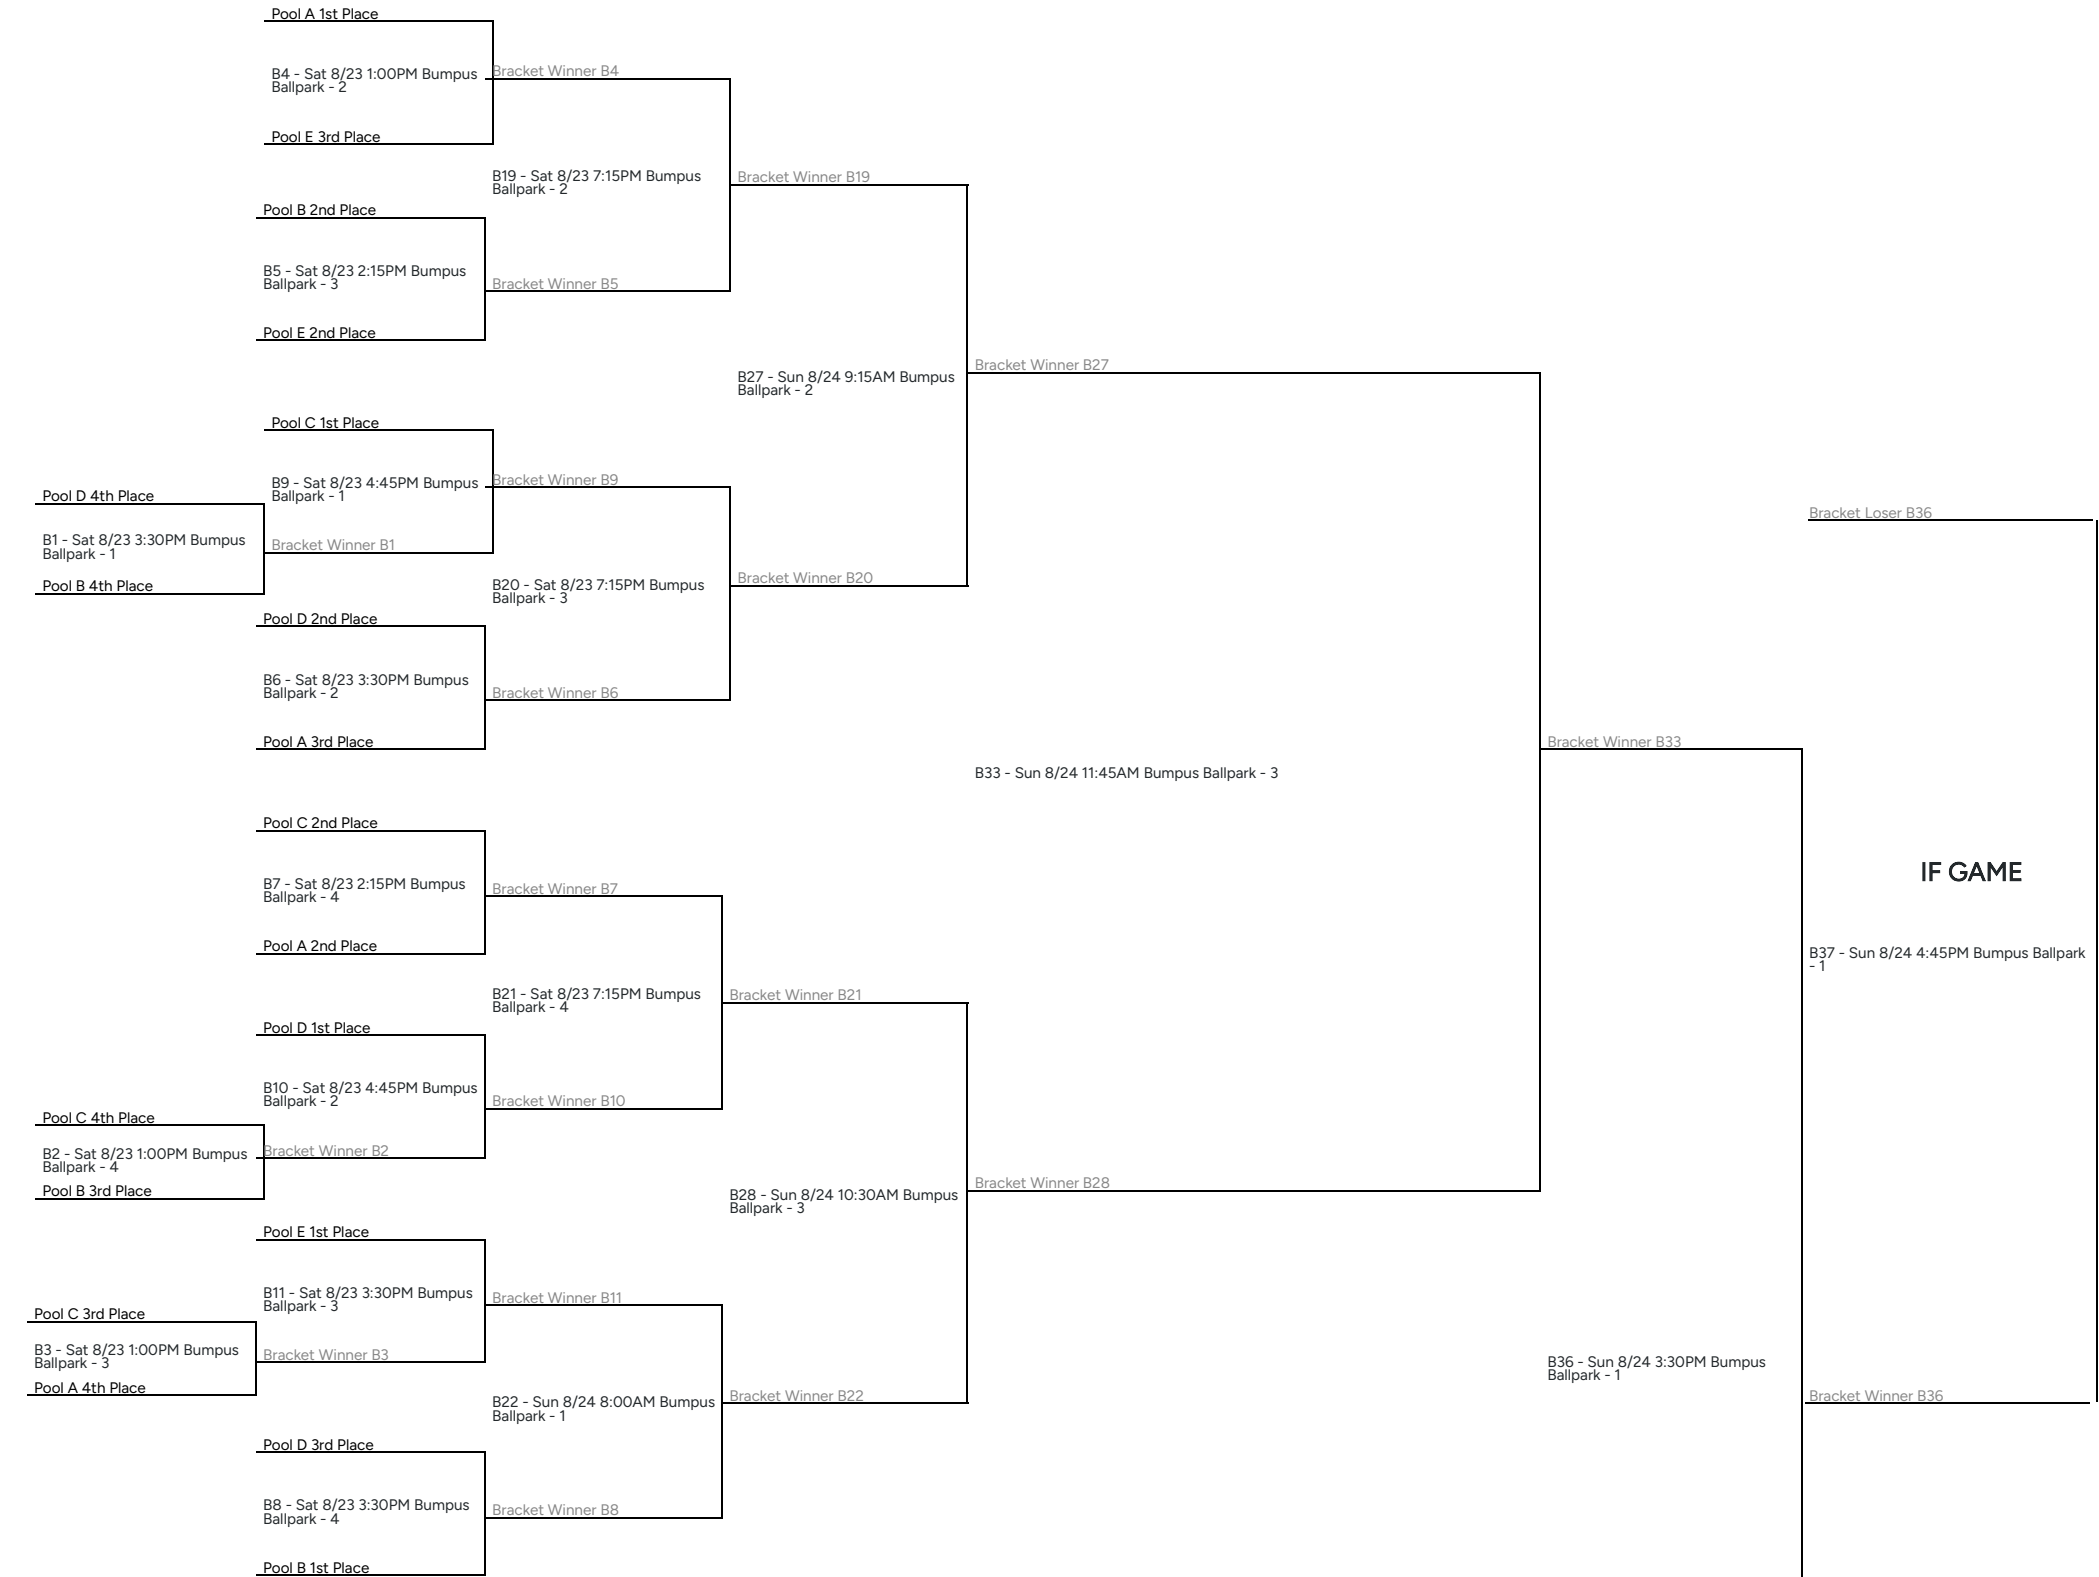 Pool A 1st Place
B4 - Sat 8/23 1:00PM Bumpus
Ballpark - 2
Bracket Winner B4
Pool E 3rd Place
B19 - Sat 8/23 7:15PM Bumpus
Ballpark - 2
Bracket Winner B19
Pool B 2nd Place
B5 - Sat 8/23 2:15PM Bumpus
Ballpark - 3
Bracket Winner B5
Pool E 2nd Place
B27 - Sun 8/24 9:15AM Bumpus
Ballpark - 2
Bracket Winner B27
Pool C 1st Place
B9 - Sat 8/23 4:45PM Bumpus
Ballpark - 1
Bracket Winner B9
Pool D 4th Place
B1 - Sat 8/23 3:30PM Bumpus
Ballpark - 1
Bracket Winner B1
Pool B 4th Place
B20 - Sat 8/23 7:15PM Bumpus
Ballpark - 3
Bracket Winner B20
Pool D 2nd Place
B6 - Sat 8/23 3:30PM Bumpus
Ballpark - 2
Bracket Winner B6
Pool A 3rd Place
B33 - Sun 8/24 11:45AM Bumpus Ballpark - 3
Bracket Winner B33
Bracket Loser B36
IF GAME
B37 - Sun 8/24 4:45PM Bumpus Ballpark
- 1
Pool C 2nd Place
B7 - Sat 8/23 2:15PM Bumpus
Ballpark - 4
Bracket Winner B7
Pool A 2nd Place
B21 - Sat 8/23 7:15PM Bumpus
Ballpark - 4
Bracket Winner B21
Pool D 1st Place
B10 - Sat 8/23 4:45PM Bumpus
Ballpark - 2
Bracket Winner B10
Pool C 4th Place
B2 - Sat 8/23 1:00PM Bumpus
Ballpark - 4
Bracket Winner B2
Pool B 3rd Place
B28 - Sun 8/24 10:30AM Bumpus
Ballpark - 3
Bracket Winner B28
Pool E 1st Place
B11 - Sat 8/23 3:30PM Bumpus
Ballpark - 3
Bracket Winner B11
Pool C 3rd Place
B3 - Sat 8/23 1:00PM Bumpus
Ballpark - 3
Bracket Winner B3
Pool A 4th Place
B22 - Sun 8/24 8:00AM Bumpus
Ballpark - 1
Bracket Winner B22
B36 - Sun 8/24 3:30PM Bumpus
Ballpark - 1
Bracket Winner B36
Pool D 3rd Place
B8 - Sat 8/23 3:30PM Bumpus
Ballpark - 4
Bracket Winner B8
Pool B 1st Place